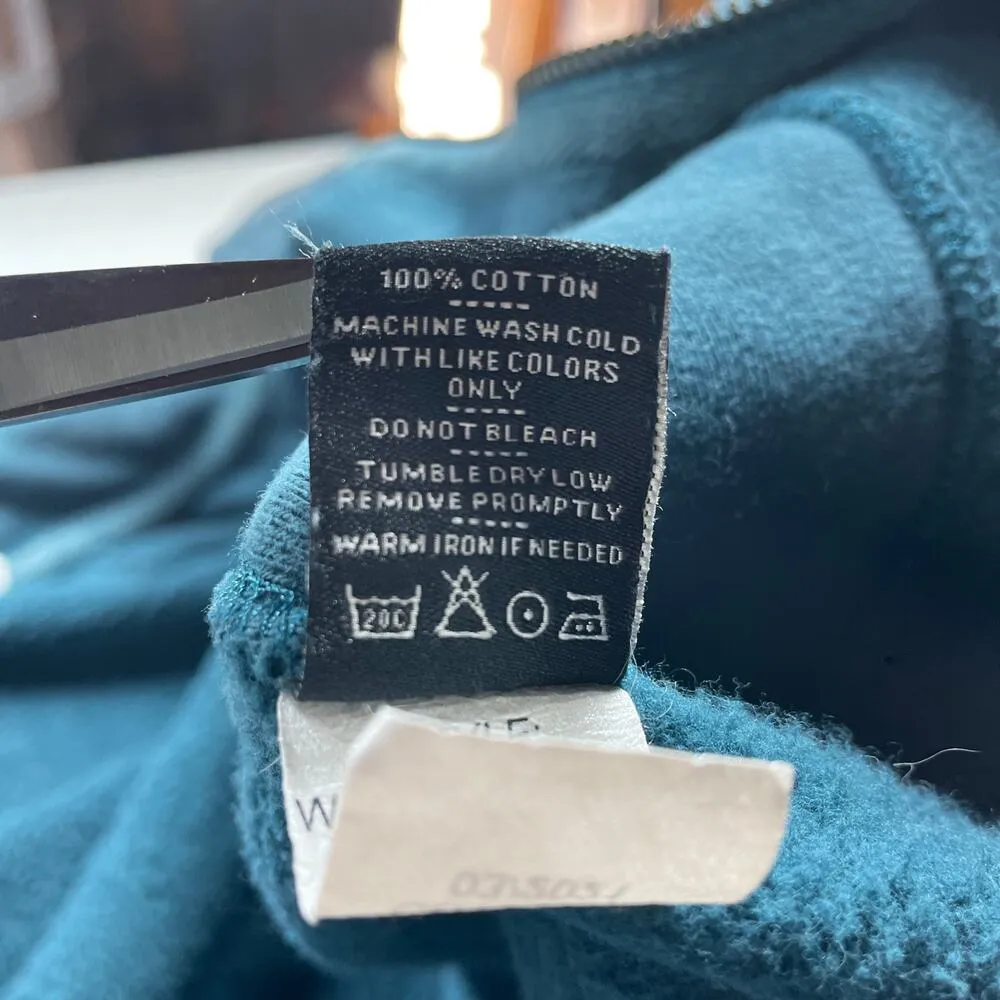 100% COTTON
MACHINE WASH COLD
WITH LIKE COLORS
ONLY
DO NOT BLEACH
TUMBLE DRY LOW
REMOVE PROMPTLY
WARM IRON IF NEEDED
20C